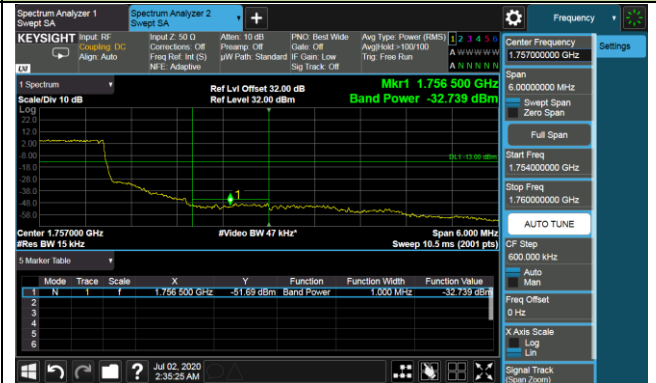 Spectrum Analyzer 1
Swept SA
Spectrum Analyzer 2
Swept SA
+
Frequency
KEYSIGHT
Input: RF
Coupling: DC
Align: Auto
Input Z: 50 Ω
Corrections: Off
Freq Ref: Int (S)
NFE: Adaptive
Atten: 10 dB
Preamp: Off
µW Path: Standard
PNO: Best Wide
Gate: Off
IF Gain: Low
Sig Track: Off
Avg Type: Power (RMS)
Avg|Hold:>100/100
Trig: Free Run
1 2 3 4 5 6
A W W W W W
A N N N N N
LXI
1 Spectrum
Scale/Div 10 dB
Ref Lvl Offset 32.00 dB
Ref Level 32.00 dBm
Mkr1 1.756 500 GHz
Band Power -32.739 dBm
Log
22.0
12.0
2.00
-8.00
-18.0
-28.0
-38.0
-48.0
-58.0
DL1 -13.00 dBm
1
Center 1.757000 GHz
#Res BW 15 kHz
#Video BW 47 kHz*
Span 6.000 MHz
Sweep 10.5 ms (2001 pts)
5 Marker Table
Mode Trace Scale X Y Function Function Width Function Value
1 N 1 f 1.756 500 GHz -51.69 dBm Band Power 1.000 MHz -32.739 dBm
2
3
4
5
6
Jul 02, 2020
2:35:25 AM
?
Center Frequency
1.757000000 GHz
Settings
Span
6.00000000 MHz
Swept Span
Zero Span
Full Span
Start Freq
1.754000000 GHz
Stop Freq
1.760000000 GHz
AUTO TUNE
CF Step
600.000 kHz
Auto
Man
Freq Offset
0 Hz
X Axis Scale
Log
Lin
Signal Track
(Span Zoom)